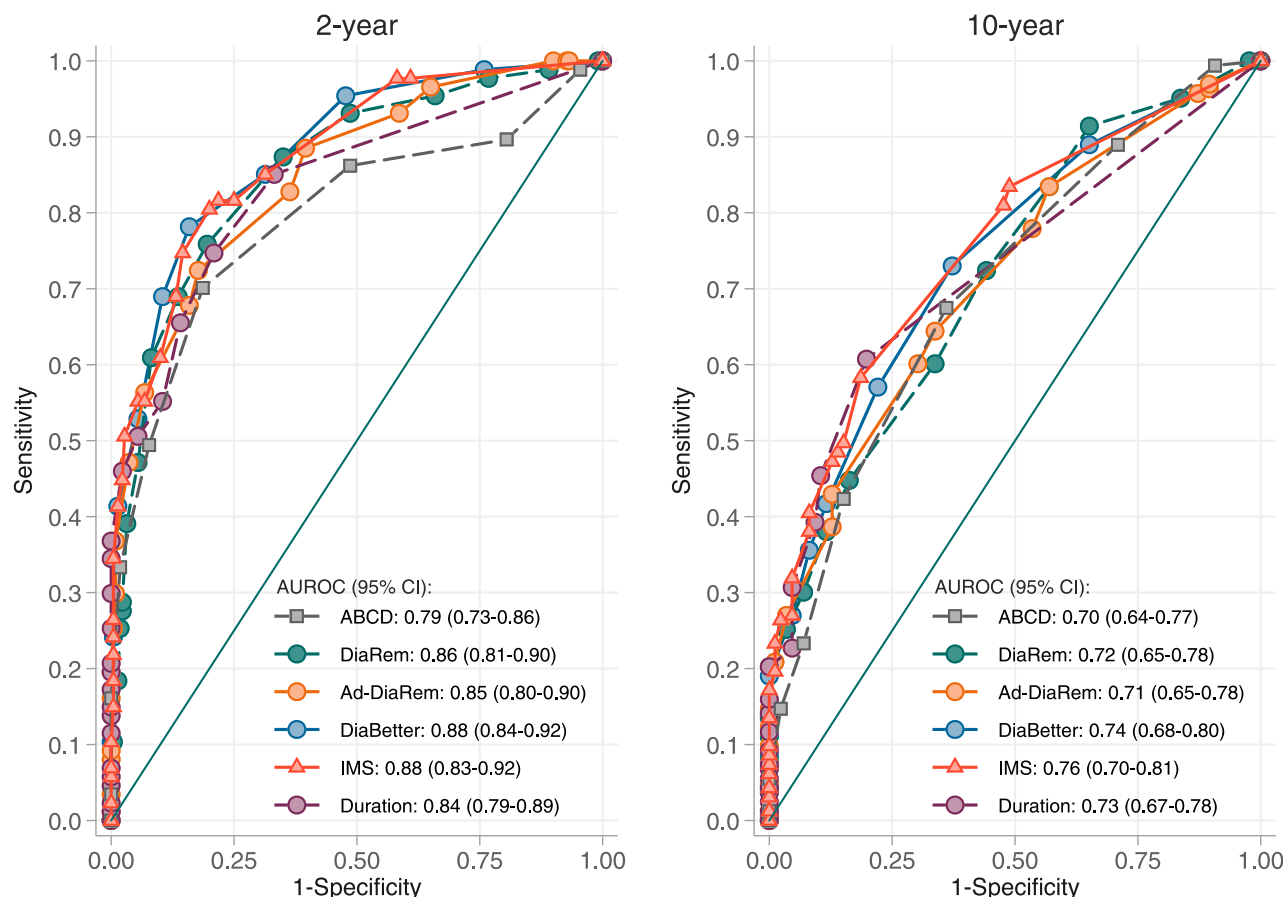 2-year
1.0
0.9
0.8
0.7
0.6
0.5
0.4
0.3
0.2
0.1
0.0
Sensitivity
AUROC (95% CI):
ABCD: 0.79 (0.73-0.86)
DiaRem: 0.86 (0.81-0.90)
Ad-DiaRem: 0.85 (0.80-0.90)
DiaBetter: 0.88 (0.84-0.92)
IMS: 0.88 (0.83-0.92)
Duration: 0.84 (0.79-0.89)
0.00 0.25 0.50 0.75 1.00
1-Specificity
10-year
1.0
0.9
0.8
0.7
0.6
0.5
0.4
0.3
0.2
0.1
0.0
Sensitivity
AUROC (95% CI):
ABCD: 0.70 (0.64-0.77)
DiaRem: 0.72 (0.65-0.78)
Ad-DiaRem: 0.71 (0.65-0.78)
DiaBetter: 0.74 (0.68-0.80)
IMS: 0.76 (0.70-0.81)
Duration: 0.73 (0.67-0.78)
0.00 0.25 0.50 0.75 1.00
1-Specificity